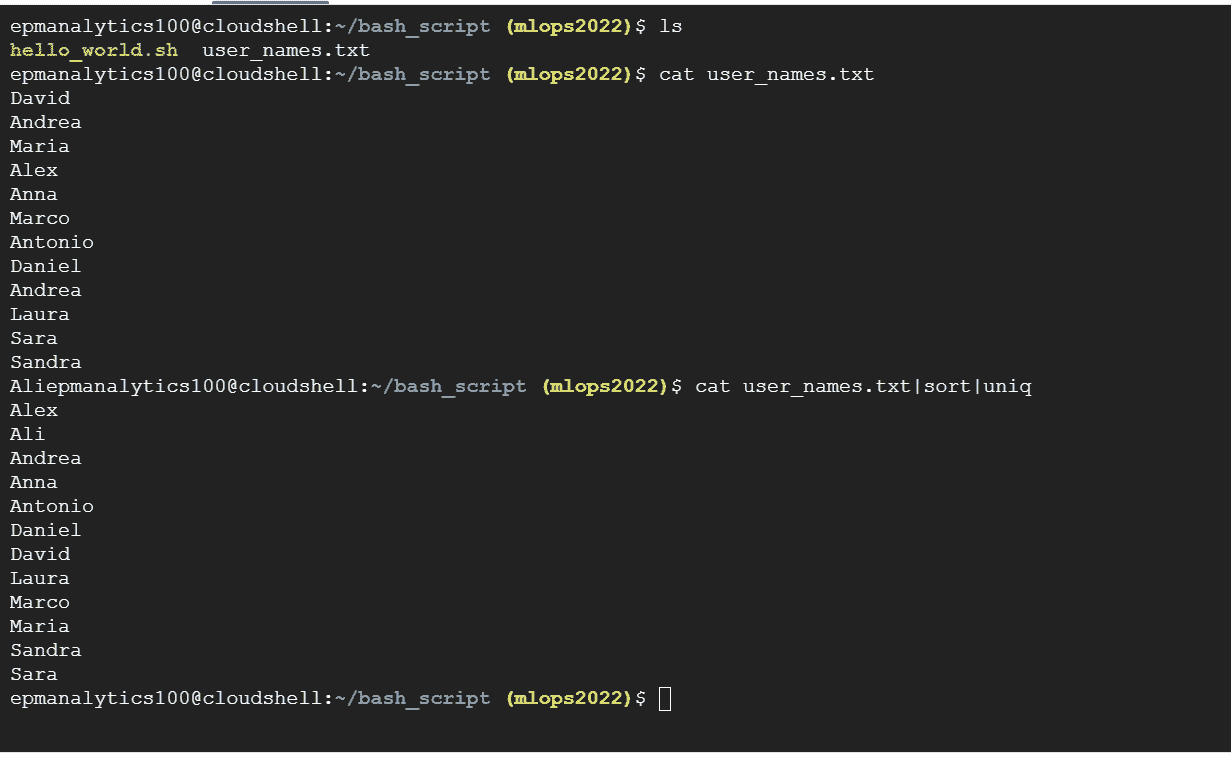 epmanalytics100@cloudshell:~/bash_script (mlops2022)$ ls
hello_world.sh  user_names.txt
epmanalytics100@cloudshell:~/bash_script (mlops2022)$ cat user_names.txt
David
Andrea
Maria
Alex
Anna
Marco
Antonio
Daniel
Andrea
Laura
Sara
Sandra
Aliepmanalytics100@cloudshell:~/bash_script (mlops2022)$ cat user_names.txt|sort|uniq
Alex
Ali
Andrea
Anna
Antonio
Daniel
David
Laura
Marco
Maria
Sandra
Sara
epmanalytics100@cloudshell:~/bash_script (mlops2022)$